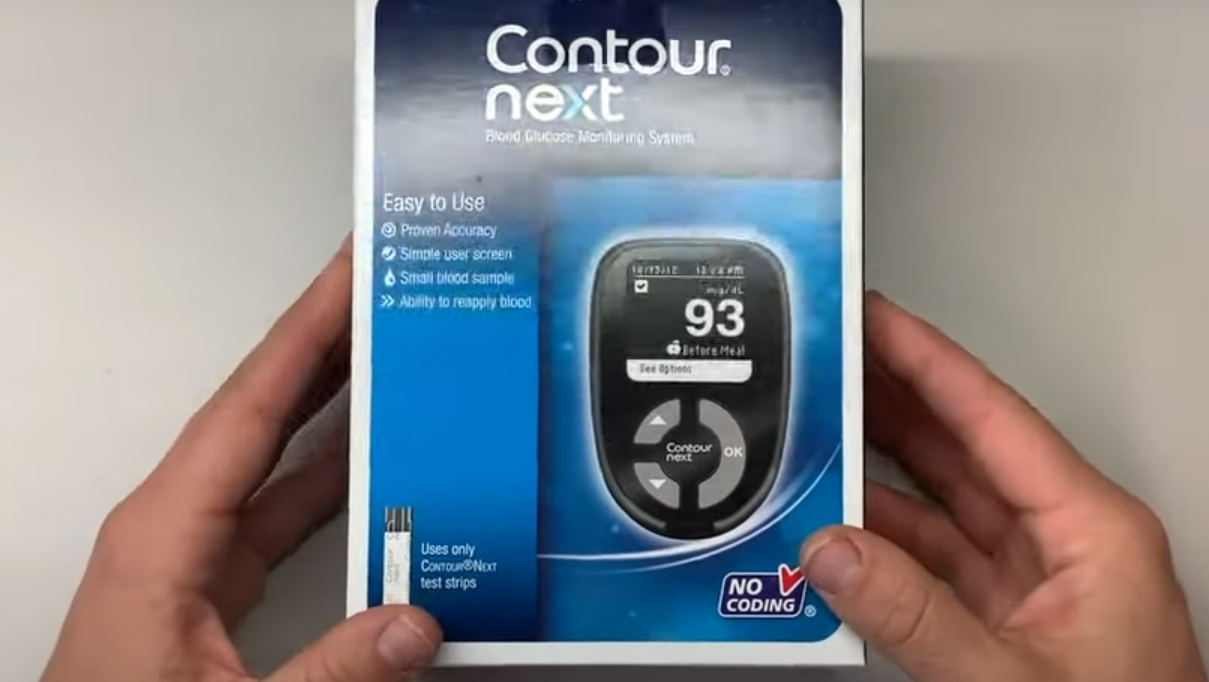 Contour®
next
Blood Glucose Monitoring System
Easy to Use
Proven Accuracy
Simple user screen
Small blood sample
Ability to reapply blood
mg/dL
93
Before Meal
See Options
Contour
next
OK
Uses only
CONTOUR®NEXT
test strips
Contour
next
NO
CODING®